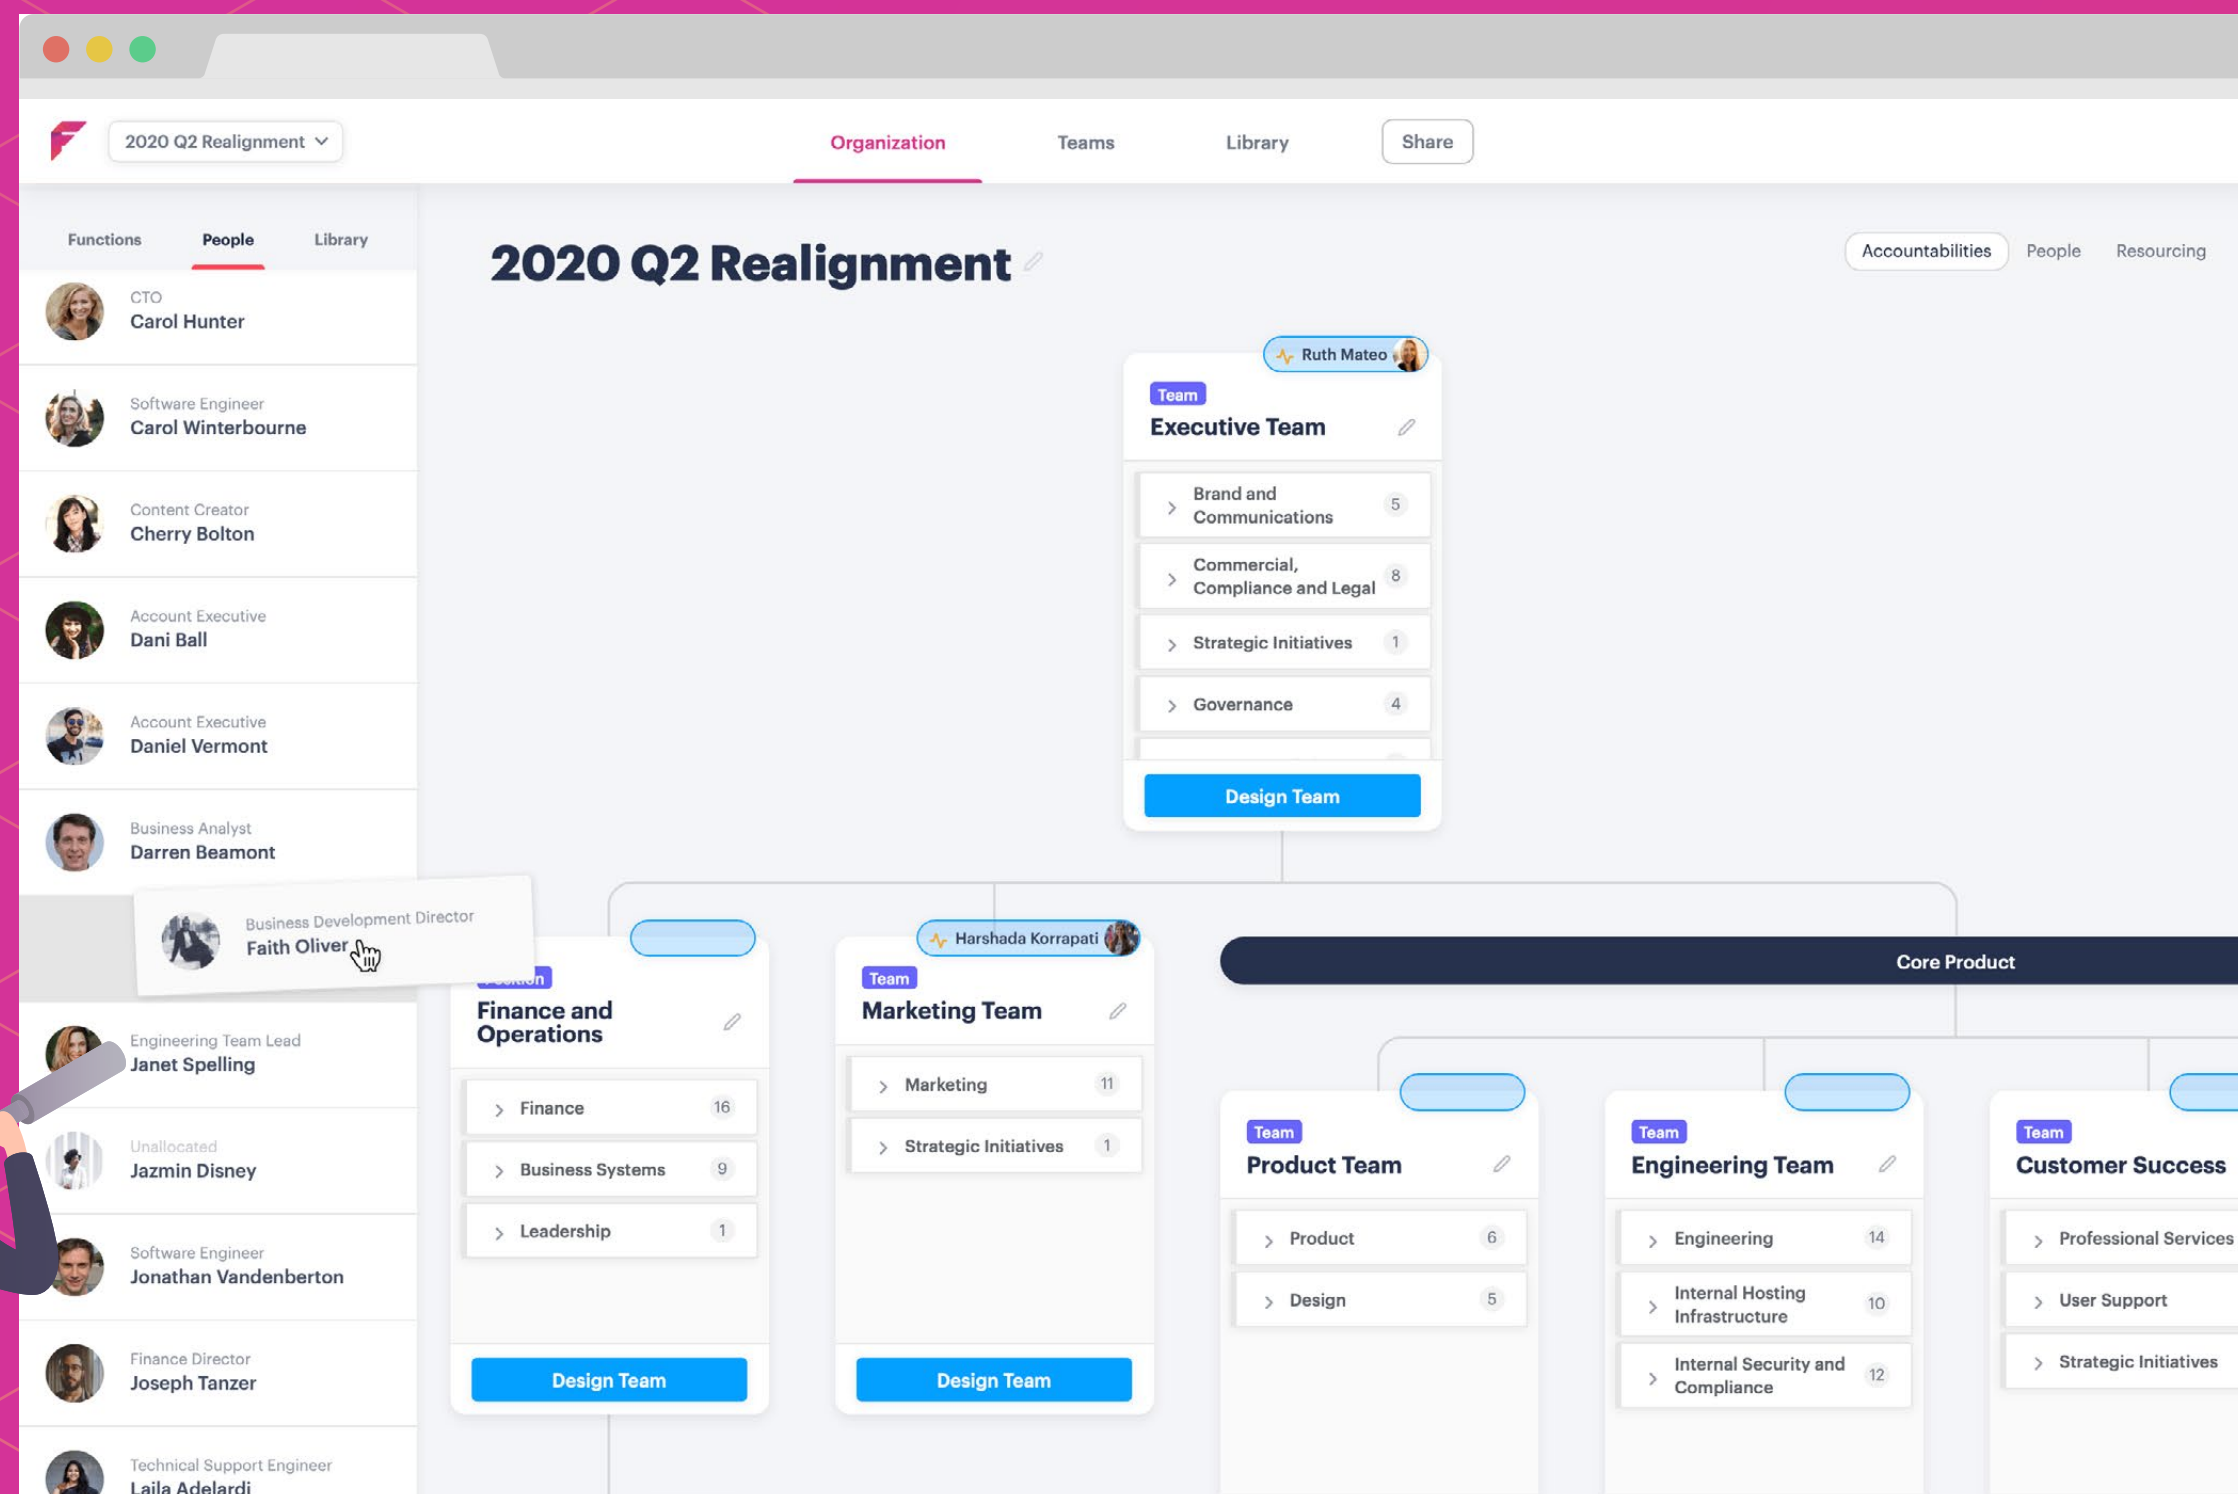 2020 Q2 Realignment
Organization
Teams
Library
Share
Functions
People
Library
CTO
Carol Hunter
Software Engineer
Carol Winterbourne
Content Creator
Cherry Bolton
Account Executive
Dani Ball
Account Executive
Daniel Vermont
Business Analyst
Darren Beamont
Business Development Director
Faith Oliver
Engineering Team Lead
Janet Spelling
Unallocated
Jazmin Disney
Software Engineer
Jonathan Vandenberton
Finance Director
Joseph Tanzer
Technical Support Engineer
Laila Adelardi
2020 Q2 Realignment
Accountabilities
People
Resourcing
Ruth Mateo
Team
Executive Team
Brand and
Communications
5
Commercial,
Compliance and Legal
8
Strategic Initiatives
1
Governance
4
Design Team
Finance and
Operations
Finance
16
Business Systems
9
Leadership
1
Design Team
Harshada Korrapati
Team
Marketing Team
Marketing
11
Strategic Initiatives
1
Design Team
Core Product
Team
Product Team
Product
6
Design
5
Team
Engineering Team
Engineering
14
Internal Hosting
Infrastructure
10
Internal Security and
Compliance
12
Team
Customer Success
Professional Services
User Support
Strategic Initiatives